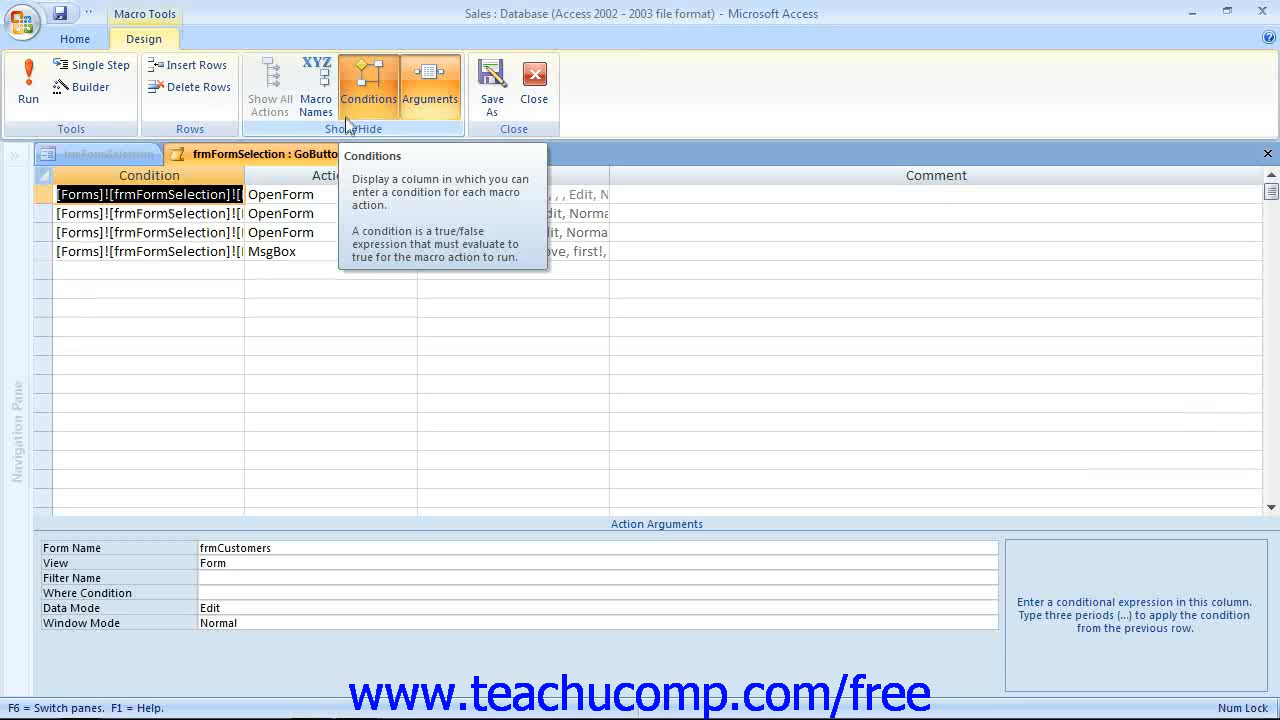 Macro Tools
Sales : Database (Access 2002 - 2003 file format) - Microsoft Access
Home
Design
Run
Single Step
Builder
Tools
Insert Rows
Delete Rows
Rows
Show All
Actions
XYZ
Macro
Names
Conditions
Arguments
Show/Hide
Save
As
Close
Close
frmFormSelection
frmFormSelection : GoButto
Condition
Actio
Comment
[Forms]![frmFormSelection]![ OpenForm , , , Edit, N
[Forms]![frmFormSelection]![ OpenForm dit, Norma
[Forms]![frmFormSelection]![ OpenForm dit, Norma
[Forms]![frmFormSelection]![ MsgBox ove, first!,
Conditions
Display a column in which you can
enter a condition for each macro
action.
A condition is a true/false
expression that must evaluate to
true for the macro action to run.
Navigation Pane
Action Arguments
Form Name frmCustomers
View Form
Filter Name
Where Condition
Data Mode Edit
Window Mode Normal
Enter a conditional expression in this column.
Type three periods (...) to apply the condition
from the previous row.
www.teachucomp.com/free
F6 = Switch panes. F1 = Help.
Num Lock